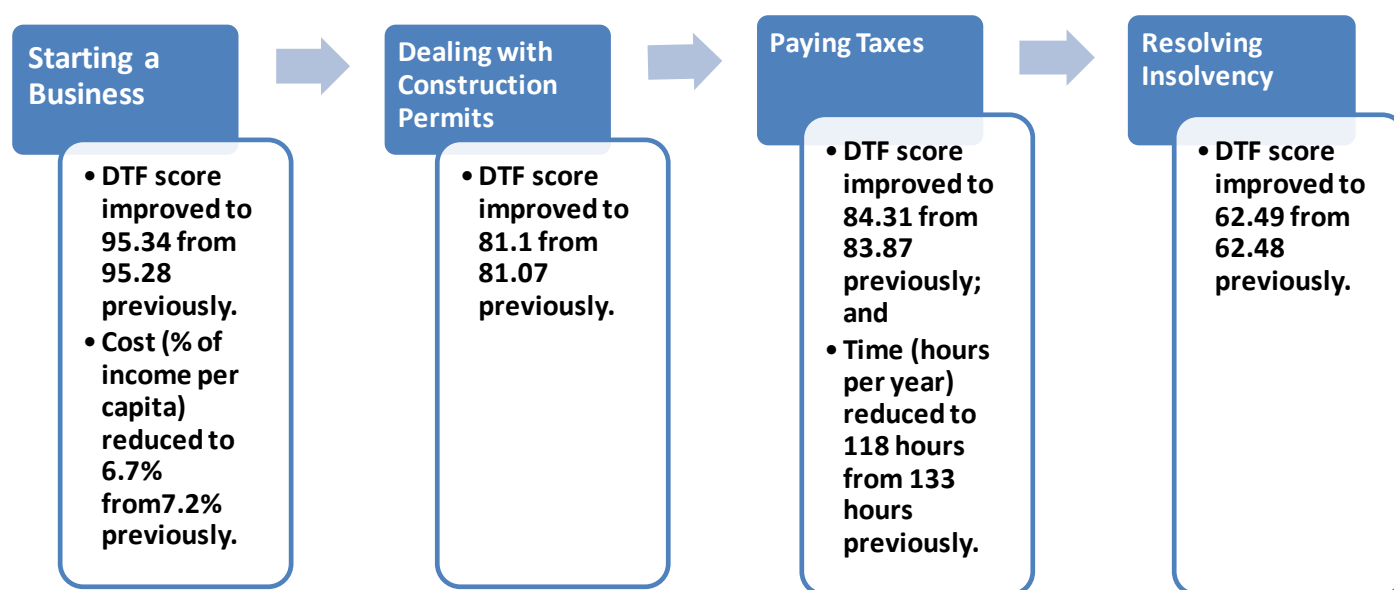 Starting a
Business
• DTF score
improved to
95.34 from
95.28
previously.
• Cost (% of
income per
capita)
reduced to
6.7%
from7.2%
previously.
Dealing with
Construction
Permits
• DTF score
improved to
81.1 from
81.07
previously.
Paying Taxes
• DTF score
improved to
84.31 from
83.87
previously;
and
• Time (hours
per year)
reduced to
118 hours
from 133
hours
previously.
Resolving
Insolvency
• DTF score
improved to
62.49 from
62.48
previously.